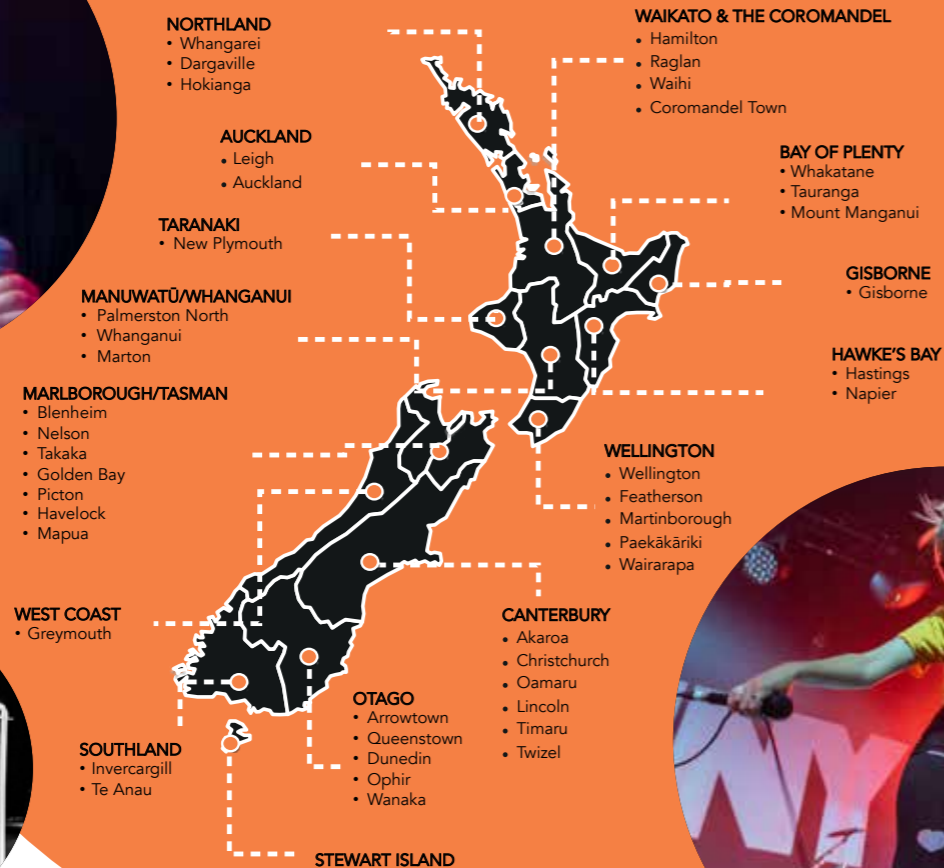 NORTHLAND
• Whangarei
• Dargaville
• Hokianga
WAIKATO & THE COROMANDEL
• Hamilton
• Raglan
• Waihi
• Coromandel Town
AUCKLAND
• Leigh
• Auckland
BAY OF PLENTY
• Whakatane
• Tauranga
• Mount Manganui
TARANAKI
• New Plymouth
GISBORNE
• Gisborne
MANUWATŪ/WHANGANUI
• Palmerston North
• Whanganui
• Marton
HAWKE'S BAY
• Hastings
• Napier
MARLBOROUGH/TASMAN
• Blenheim
• Nelson
• Takaka
• Golden Bay
• Picton
• Havelock
• Mapua
WELLINGTON
• Wellington
• Featherson
• Martinborough
• Paekākāriki
• Wairarapa
WEST COAST
• Greymouth
CANTERBURY
• Akaroa
• Christchurch
• Oamaru
• Lincoln
• Timaru
• Twizel
OTAGO
• Arrowtown
• Queenstown
• Dunedin
• Ophir
• Wanaka
SOUTHLAND
• Invercargill
• Te Anau
STEWART ISLAND